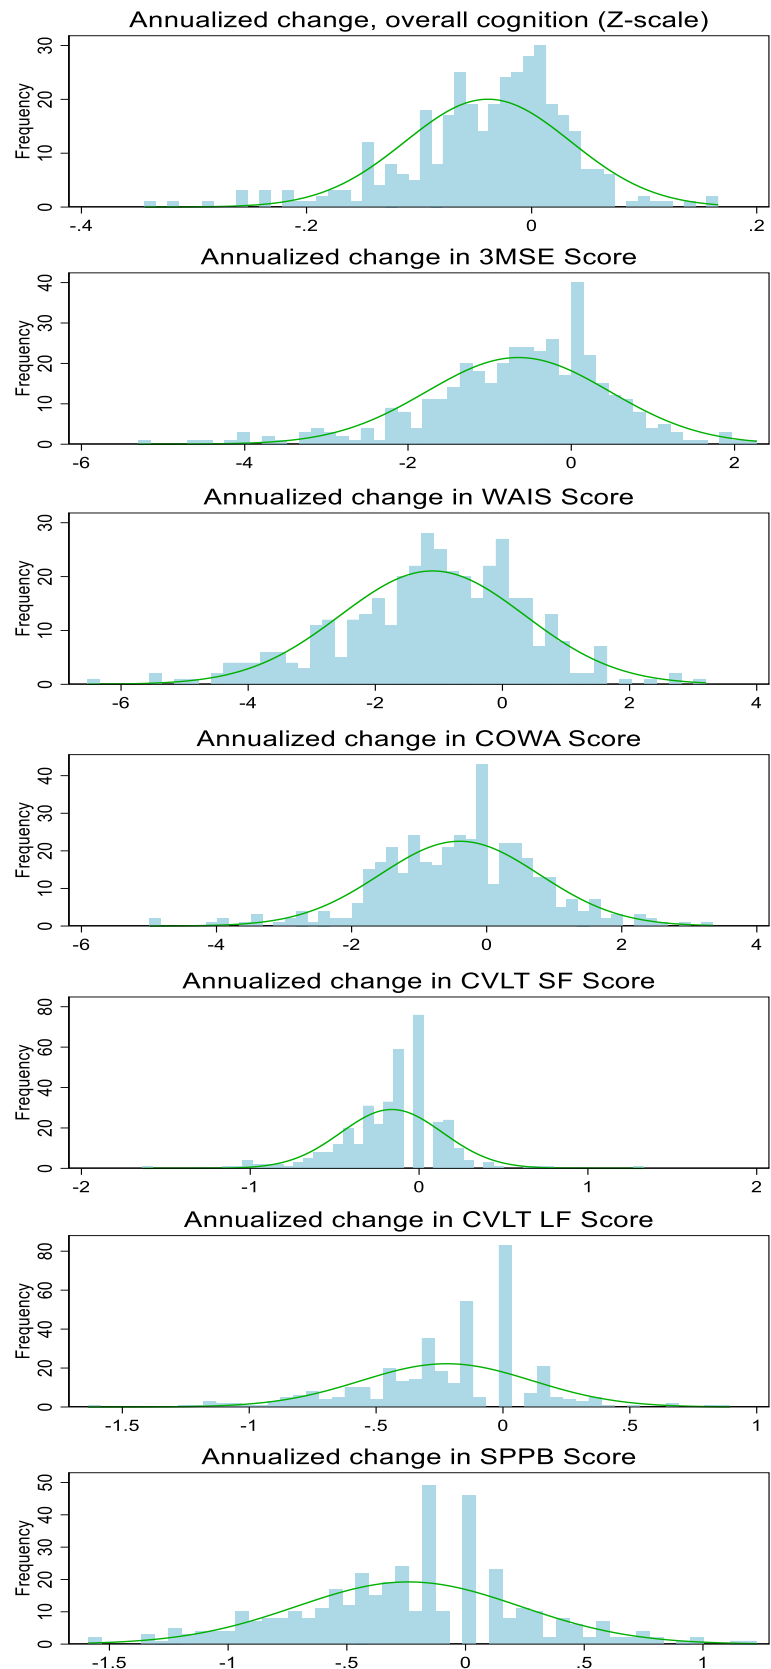 Annualized change, overall cognition (Z-scale)
Frequency
30
20
10
0
-.4 -.2 0 .2
Annualized change in 3MSE Score
Frequency
40
30
20
10
0
-6 -4 -2 0 2
Annualized change in WAIS Score
Frequency
30
20
10
0
-6 -4 -2 0 2 4
Annualized change in COWA Score
Frequency
40
30
20
10
0
-6 -4 -2 0 2 4
Annualized change in CVLT SF Score
Frequency
80
60
40
20
0
-2 -1 0 1 2
Annualized change in CVLT LF Score
Frequency
80
60
40
20
0
-1.5 -1 -.5 0 .5 1
Annualized change in SPPB Score
Frequency
50
40
30
20
10
0
-1.5 -1 -.5 0 .5 1